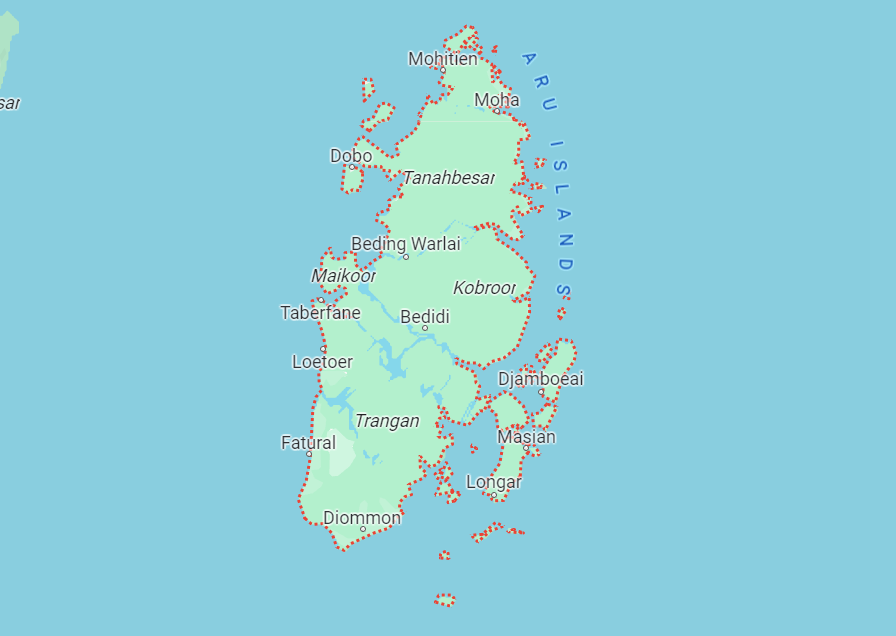 Mohitien
ARU ISLANDS
Moha
sar
Dobo
Tanahbesar
Beding Warlai
Maikoor
Kobroor
Taberfane
Bedidi
Loetoer
Djamboeai
Trangan
Fatural
Masian
Longar
Diommon